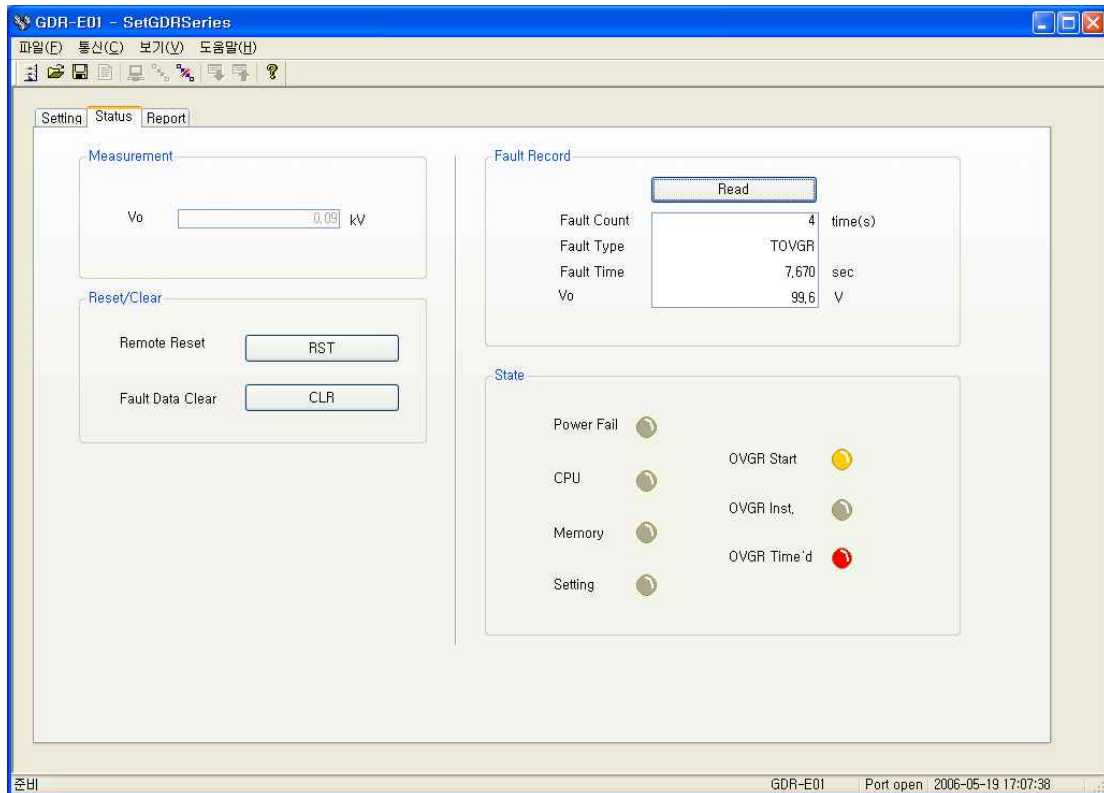 GDR-E01 - SetGDRSeries
파일(F) 통신(C) 보기(V) 도움말(H)
Setting Status Report
Measurement
Vo 0.09 kV
Reset/Clear
Remote Reset RST
Fault Data Clear CLR
Fault Record
Read
Fault Count 4 time(s)
Fault Type TOVGR
Fault Time 7.670 sec
Vo 99.6 V
State
Power Fail
CPU
Memory
Setting
OVGR Start
OVGR Inst.
OVGR Time'd
준비 GDR-E01 Port open 2006-05-19 17:07:38